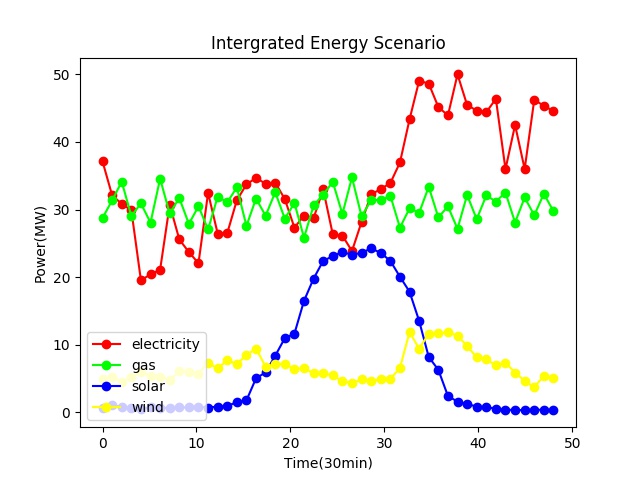 Intergrated Energy Scenario
Power(MW)
50
40
30
20
10
0
electricity
gas
solar
wind
0 10 20 30 40 50
Time(30min)